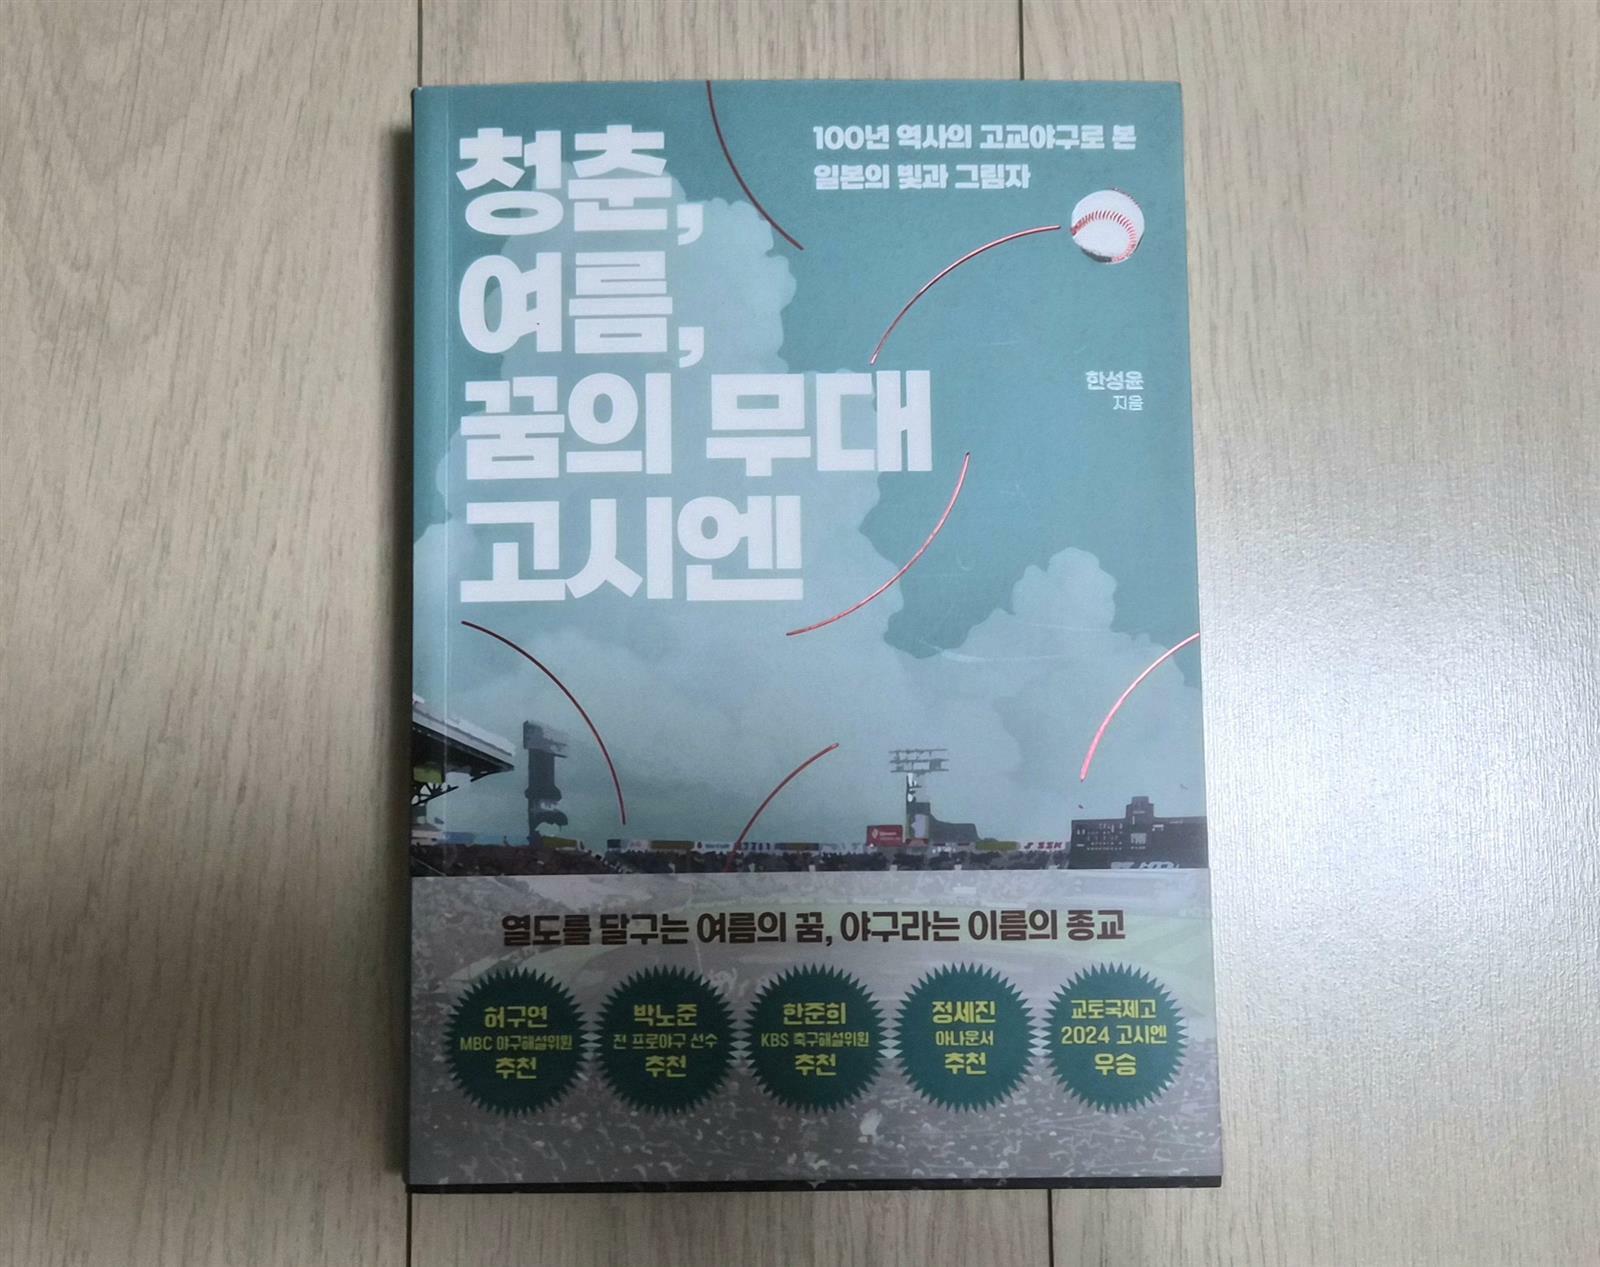 청춘,
여름,
꿈의 무대
고시엔
100년 역사의 고교야구로 본
일본의 빛과 그림자
한성윤
지음
SSK
열도를 달구는 여름의 꿈, 야구라는 이름의 종교
허구연
MBC 야구해설위원
추천
박노준
전 프로야구 선수
추천
한준희
KBS 축구해설위원
추천
정세진
아나운서
추천
교토국제고
2024 고시엔
우승